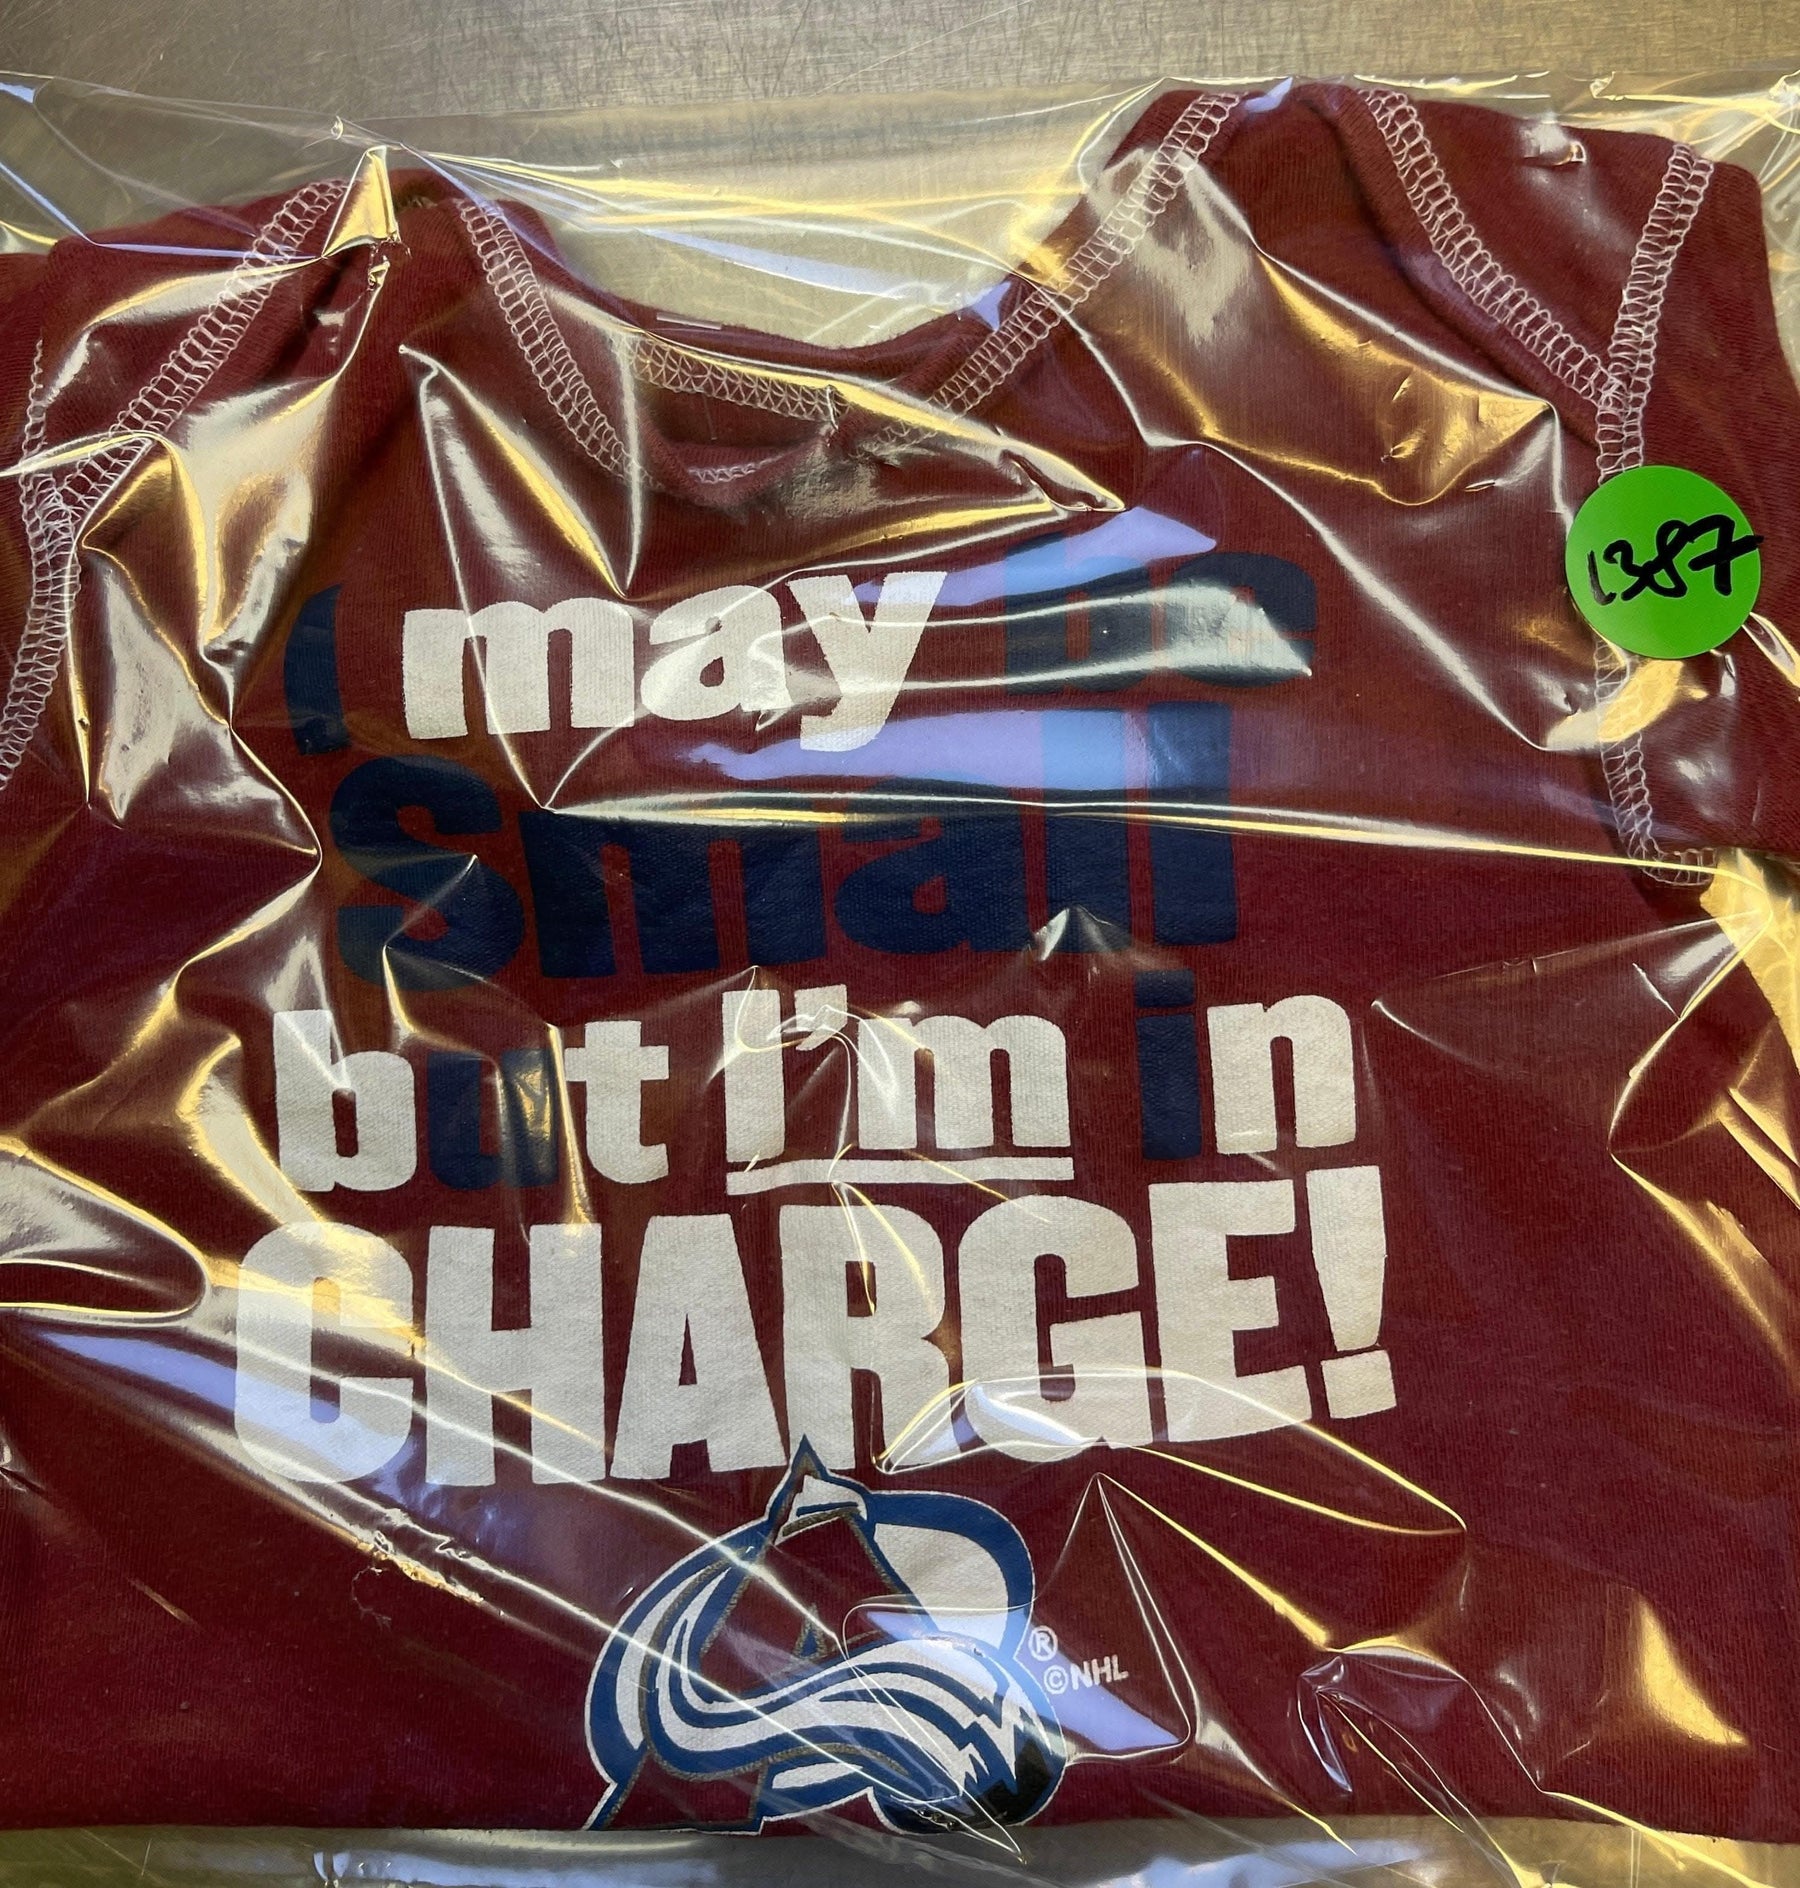 1387
I may be
Small
but I'm in
CHARGE!
®
©NHL